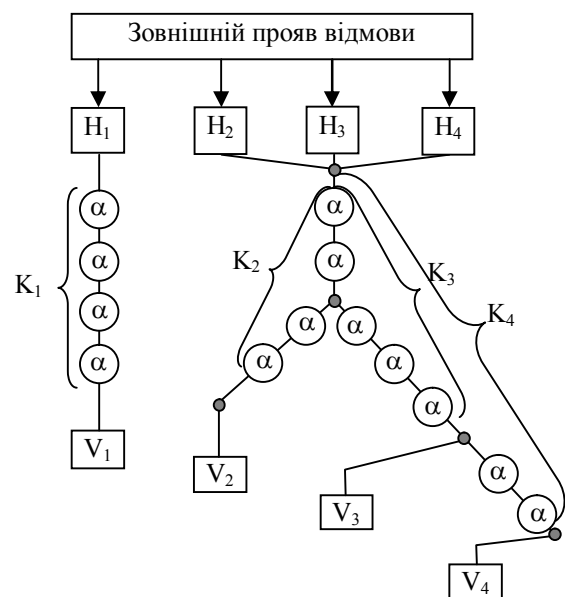 Зовнішній прояв відмови
H₁ H₂ H₃ H₄
α α
K₂ K₃
α α
K₁
α K₄
α α
α α
α α
V₁ α
V₂
V₃ α
V₄